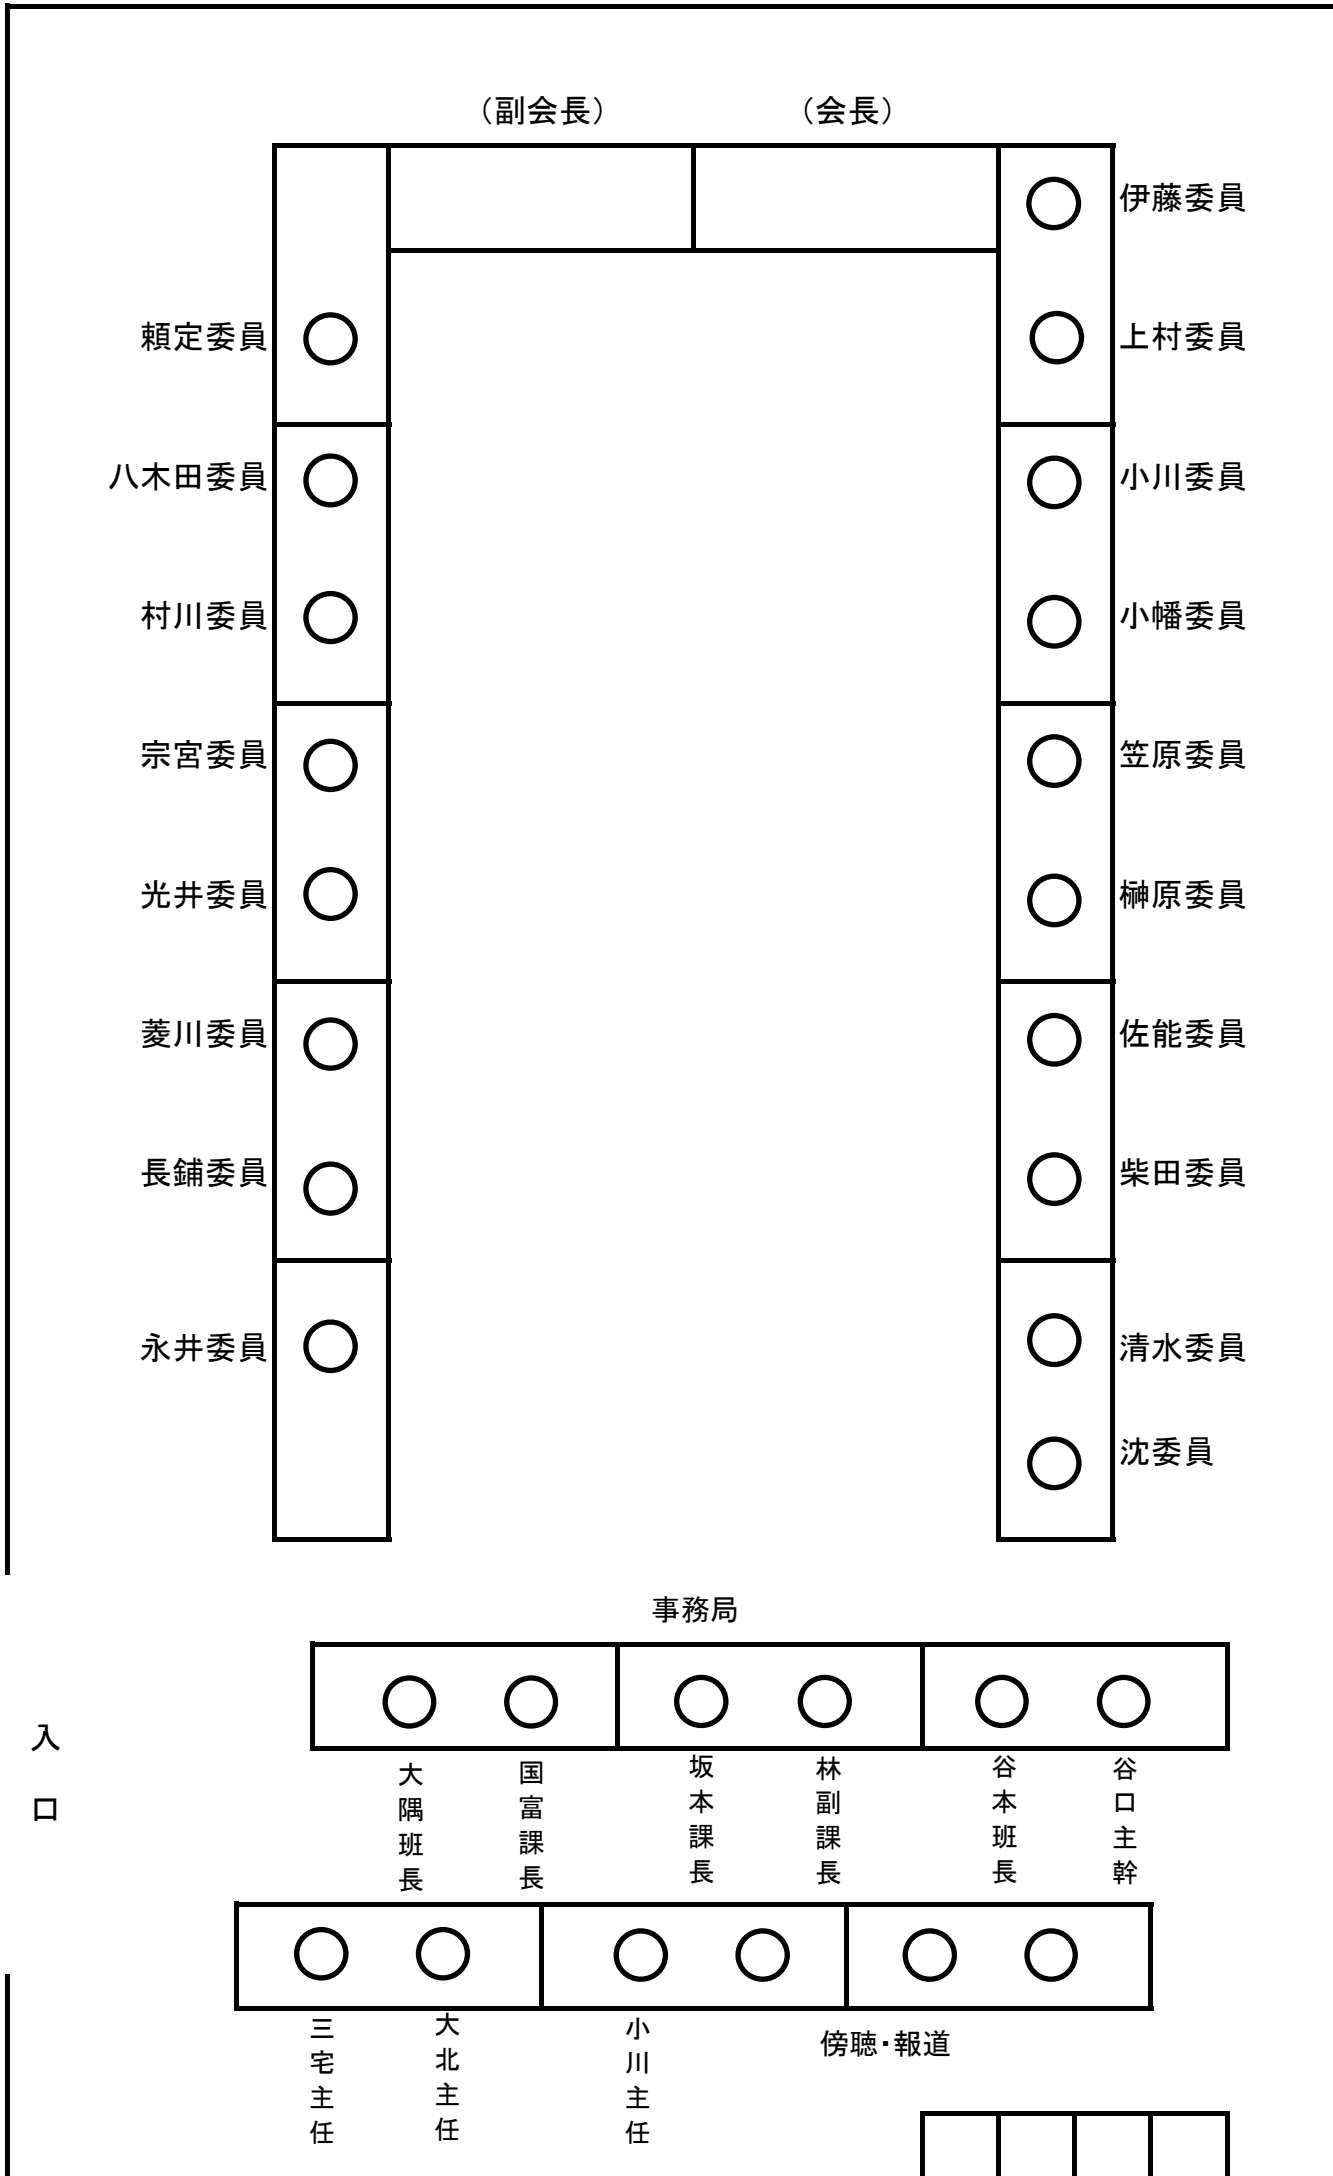 （副会長）
（会長）
伊藤委員
頼定委員
上村委員
八木田委員
小川委員
村川委員
小幡委員
宗宮委員
笠原委員
光井委員
榊原委員
菱川委員
佐能委員
長鋪委員
柴田委員
永井委員
清水委員
沈委員
事務局
入口
大隅班長
国富課長
坂本課長
林副課長
谷本班長
谷口主幹
三宅主任
大北主任
小川主任
傍聴・報道